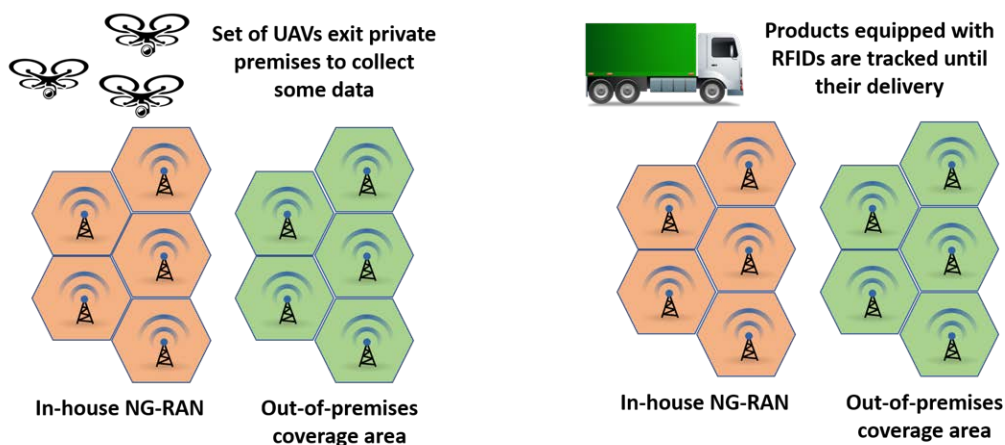 Set of UAVs exit private
premises to collect
some data
In-house NG-RAN
Out-of-premises
coverage area
Products equipped with
RFIDs are tracked until
their delivery
In-house NG-RAN
Out-of-premises
coverage area